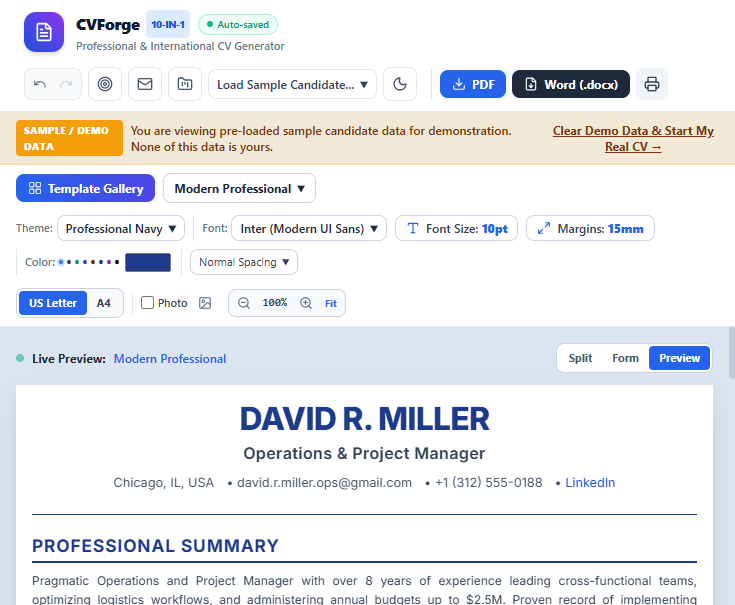 CVForge 10-IN-1 Auto-saved
Professional & International CV Generator
Load Sample Candidate... ▼
PDF
Word (.docx)
SAMPLE / DEMO DATA
You are viewing pre-loaded sample candidate data for demonstration.
None of this data is yours.
Clear Demo Data & Start My
Real CV →
Template Gallery
Modern Professional ▼
Theme: Professional Navy ▼
Font: Inter (Modern UI Sans) ▼
Font Size: 10pt
Margins: 15mm
Color:
Normal Spacing ▼
US Letter A4
Photo
100%
Fit
Live Preview: Modern Professional
Split Form Preview
DAVID R. MILLER
Operations & Project Manager
Chicago, IL, USA • david.r.miller.ops@gmail.com • +1 (312) 555-0188 • LinkedIn
PROFESSIONAL SUMMARY
Pragmatic Operations and Project Manager with over 8 years of experience leading cross-functional teams,
optimizing logistics workflows, and administering annual budgets up to $2.5M. Proven record of implementing